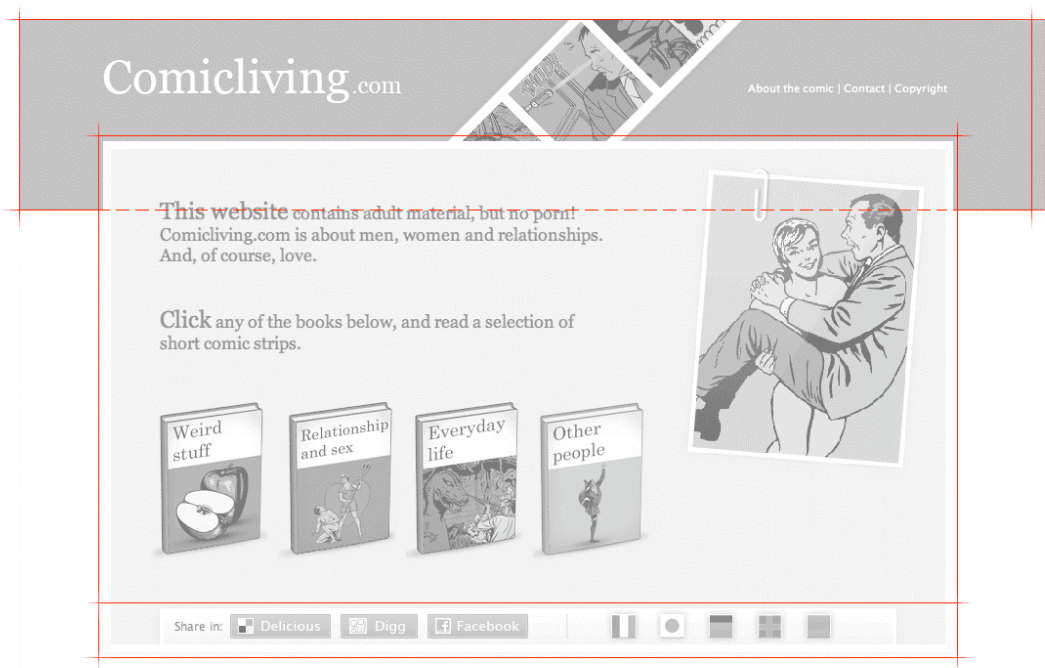 Comicliving.com
About the comic | Contact | Copyright
This website contains adult material, but no porn!
Comicliving.com is about men, women and relationships.
And, of course, love.
Click any of the books below, and read a selection of
short comic strips.
Weird
stuff
Relationship
and sex
Everyday
life
Other
people
Share in:
Delicious
Digg
Facebook